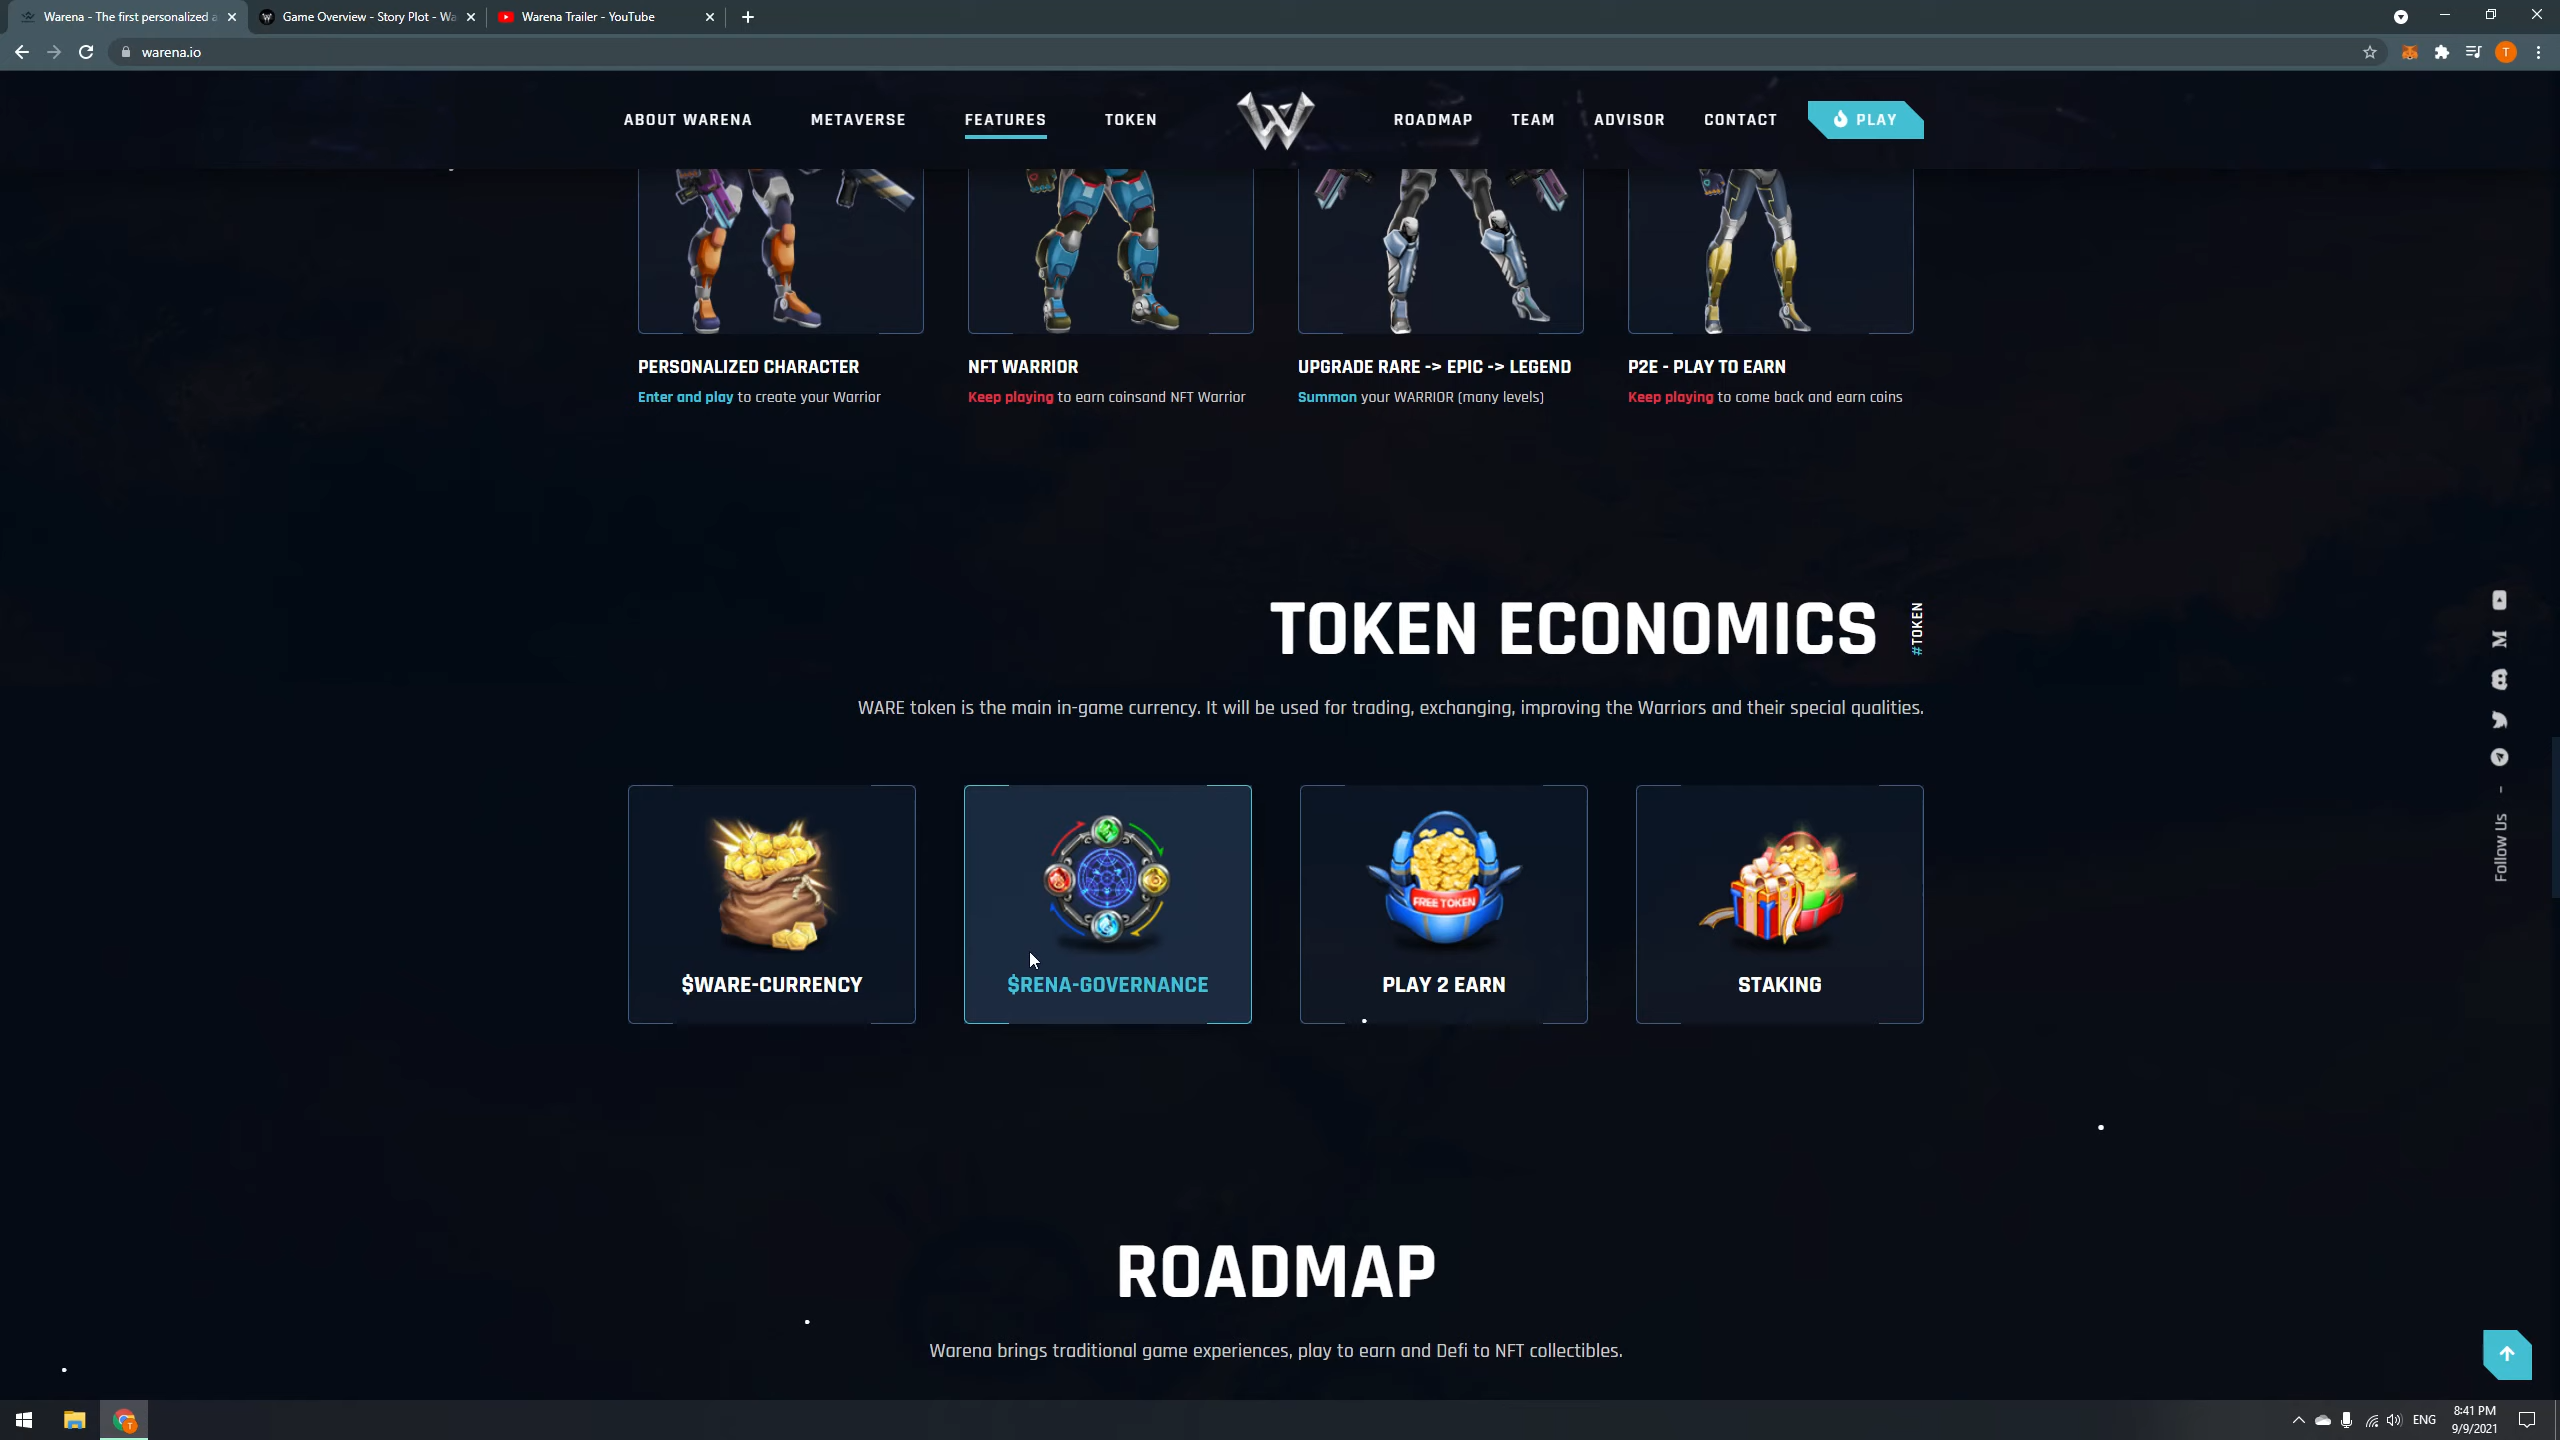 Warena - The first personalized a
Game Overview - Story Plot - Wa
Warena Trailer - YouTube
warena.io
T
ABOUT WARENA
METAVERSE
FEATURES
TOKEN
ROADMAP
TEAM
ADVISOR
CONTACT
PLAY
PERSONALIZED CHARACTER
Enter and play to create your Warrior
NFT WARRIOR
Keep playing to earn coinsand NFT Warrior
UPGRADE RARE -> EPIC -> LEGEND
Summon your WARRIOR (many levels)
P2E - PLAY TO EARN
Keep playing to come back and earn coins
TOKEN ECONOMICS
#TOKEN
WARE token is the main in-game currency. It will be used for trading, exchanging, improving the Warriors and their special qualities.
$WARE-CURRENCY
$RENA-GOVERNANCE
FREE TOKEN
PLAY 2 EARN
STAKING
Follow Us -
ROADMAP
Warena brings traditional game experiences, play to earn and Defi to NFT collectibles.
ENG
8:41 PM
9/9/2021